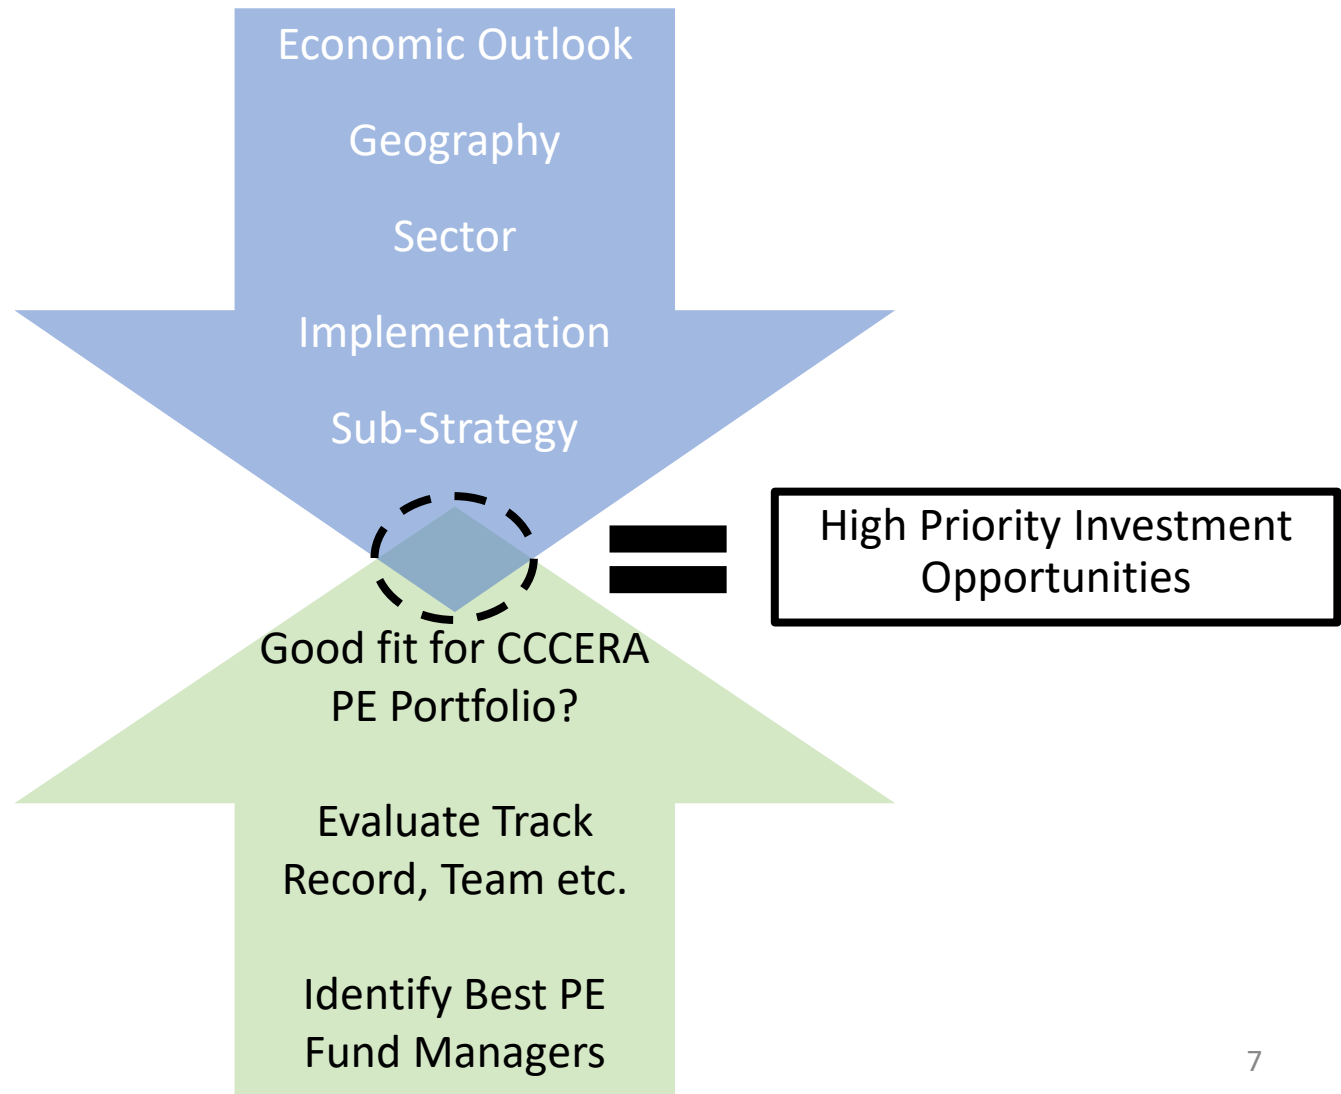 Economic Outlook
Geography
Sector
Implementation
Sub-Strategy
High Priority Investment
Opportunities
Good fit for CCCERA
PE Portfolio?
Evaluate Track
Record, Team etc.
Identify Best PE
Fund Managers
7